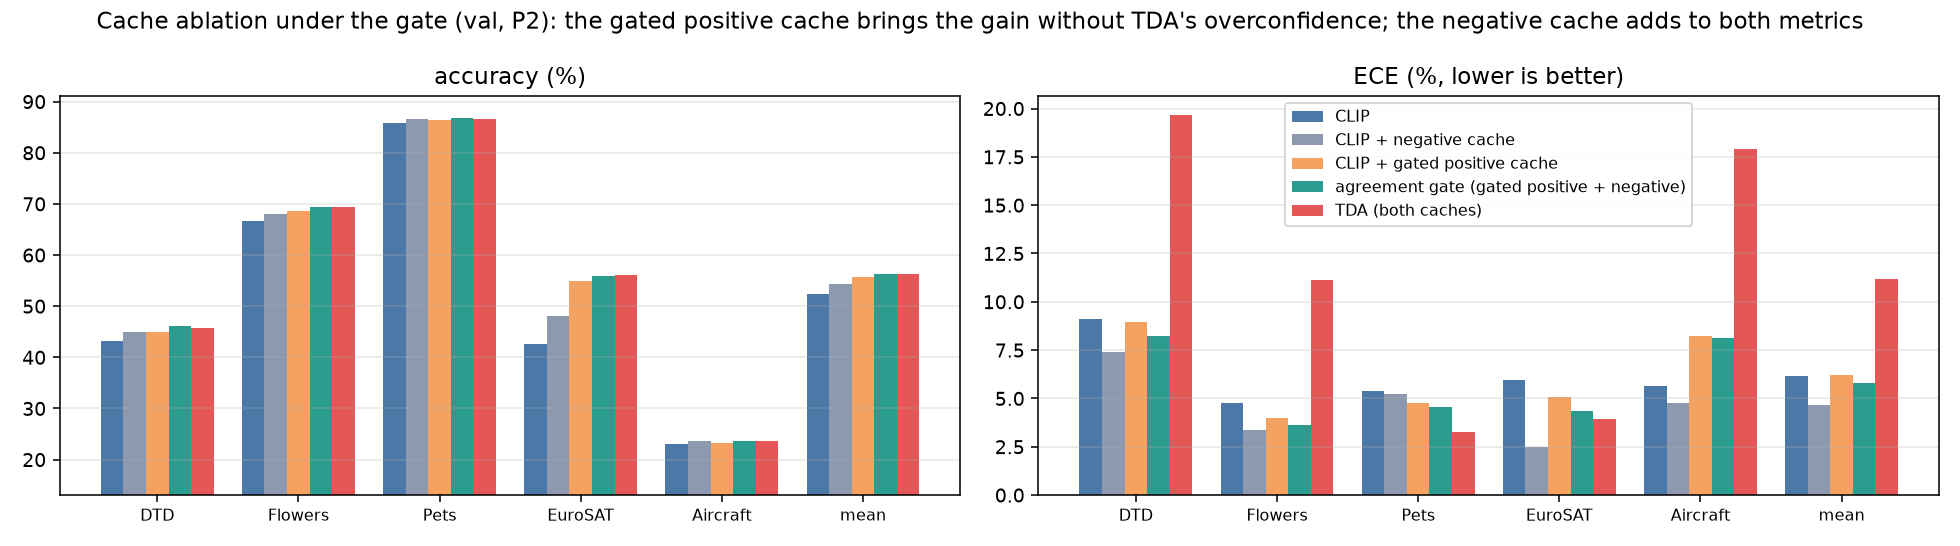 Cache ablation under the gate (val, P2): the gated positive cache brings the gain without TDA's overconfidence; the negative cache adds to both metrics
accuracy (%)
90
80
70
60
50
40
30
20
DTD Flowers Pets EuroSAT Aircraft mean
ECE (%, lower is better)
20.0
17.5
15.0
12.5
10.0
7.5
5.0
2.5
0.0
CLIP
CLIP + negative cache
CLIP + gated positive cache
agreement gate (gated positive + negative)
TDA (both caches)
DTD Flowers Pets EuroSAT Aircraft mean